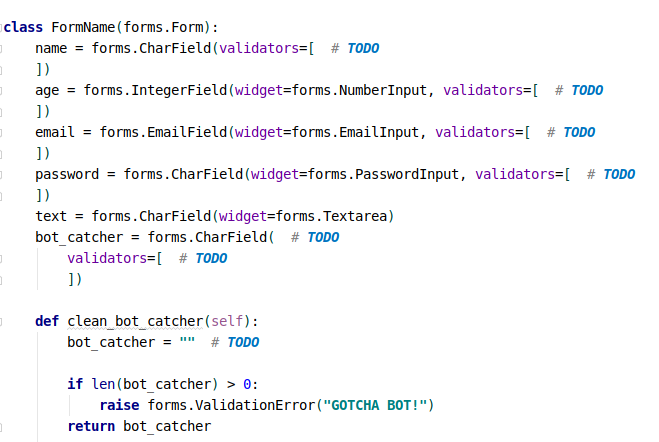 class FormName(forms.Form):
    name = forms.CharField(validators=[  # TODO
    ])
    age = forms.IntegerField(widget=forms.NumberInput, validators=[  # TODO
    ])
    email = forms.EmailField(widget=forms.EmailInput, validators=[  # TODO
    ])
    password = forms.CharField(widget=forms.PasswordInput, validators=[  # TODO
    ])
    text = forms.CharField(widget=forms.Textarea)
    bot_catcher = forms.CharField(  # TODO
        validators=[  # TODO
        ])

    def clean_bot_catcher(self):
        bot_catcher = ""  # TODO

        if len(bot_catcher) > 0:
            raise forms.ValidationError("GOTCHA BOT!")
        return bot_catcher